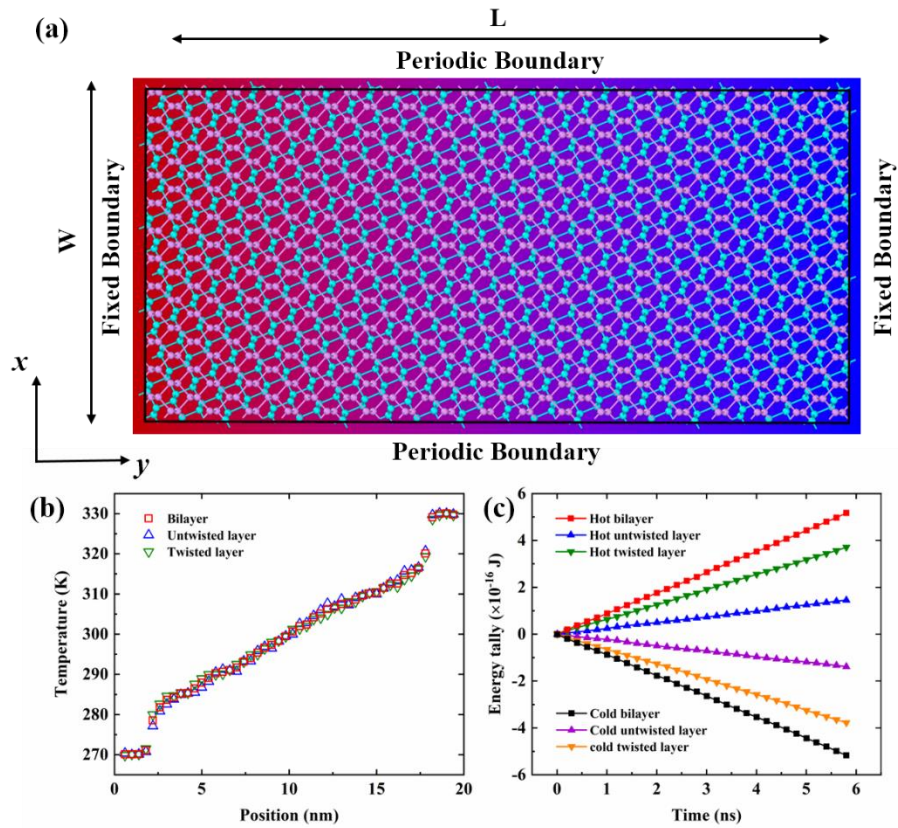 (a)
L
Periodic Boundary
W
Fixed Boundary
Fixed Boundary
x
y
Periodic Boundary
(b)
Bilayer
Untwisted layer
Twisted layer
330
320
310
300
290
280
270
Temperature (K)
0 5 10 15 20
Position (nm)
(c)
Hot bilayer
Hot untwisted layer
Hot twisted layer
Cold bilayer
Cold untwisted layer
cold twisted layer
6
4
2
0
-2
-4
-6
Energy tally (×10⁻¹⁶ J)
0 1 2 3 4 5 6
Time (ns)